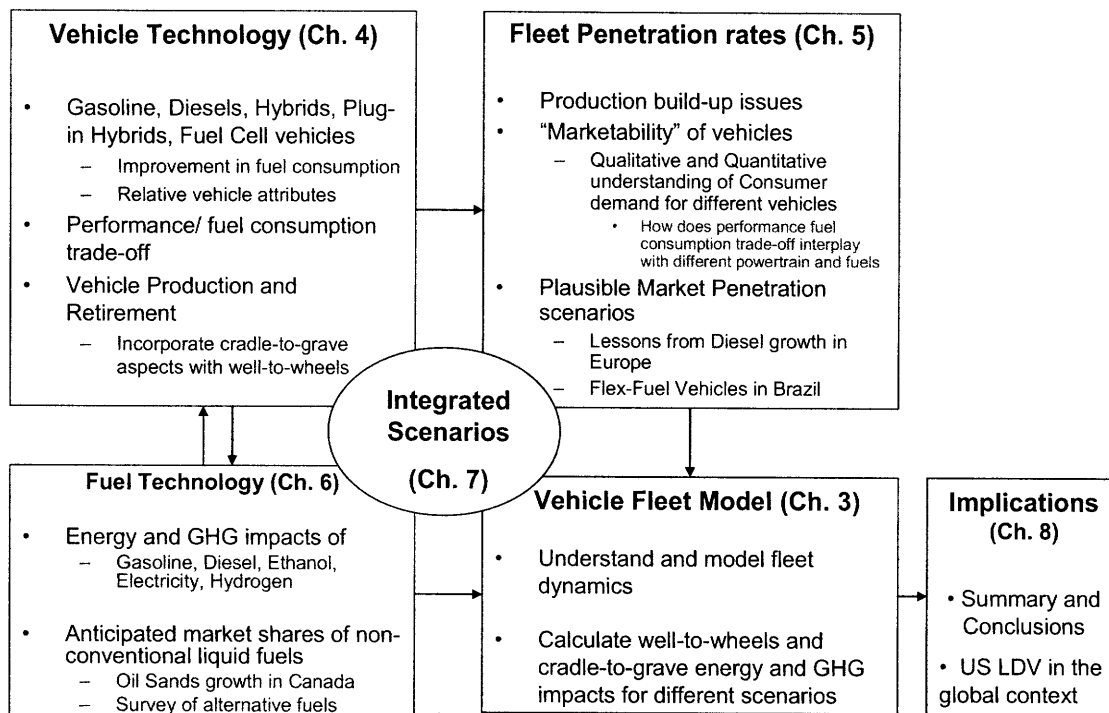 Vehicle Technology (Ch. 4)
• Gasoline, Diesels, Hybrids, Plug-
in Hybrids, Fuel Cell vehicles
– Improvement in fuel consumption
– Relative vehicle attributes
• Performance/ fuel consumption
trade-off
• Vehicle Production and
Retirement
– Incorporate cradle-to-grave
aspects with well-to-wheels
Fleet Penetration rates (Ch. 5)
• Production build-up issues
• “Marketability” of vehicles
– Qualitative and Quantitative
understanding of Consumer
demand for different vehicles
• How does performance fuel
consumption trade-off interplay
with different powertrain and fuels
• Plausible Market Penetration
scenarios
– Lessons from Diesel growth in
Europe
– Flex-Fuel Vehicles in Brazil
Integrated
Scenarios
(Ch. 7)
Fuel Technology (Ch. 6)
• Energy and GHG impacts of
– Gasoline, Diesel, Ethanol,
Electricity, Hydrogen
• Anticipated market shares of non-
conventional liquid fuels
– Oil Sands growth in Canada
– Survey of alternative fuels
Vehicle Fleet Model (Ch. 3)
• Understand and model fleet
dynamics
• Calculate well-to-wheels and
cradle-to-grave energy and GHG
impacts for different scenarios
Implications
(Ch. 8)
• Summary and
Conclusions
• US LDV in the
global context